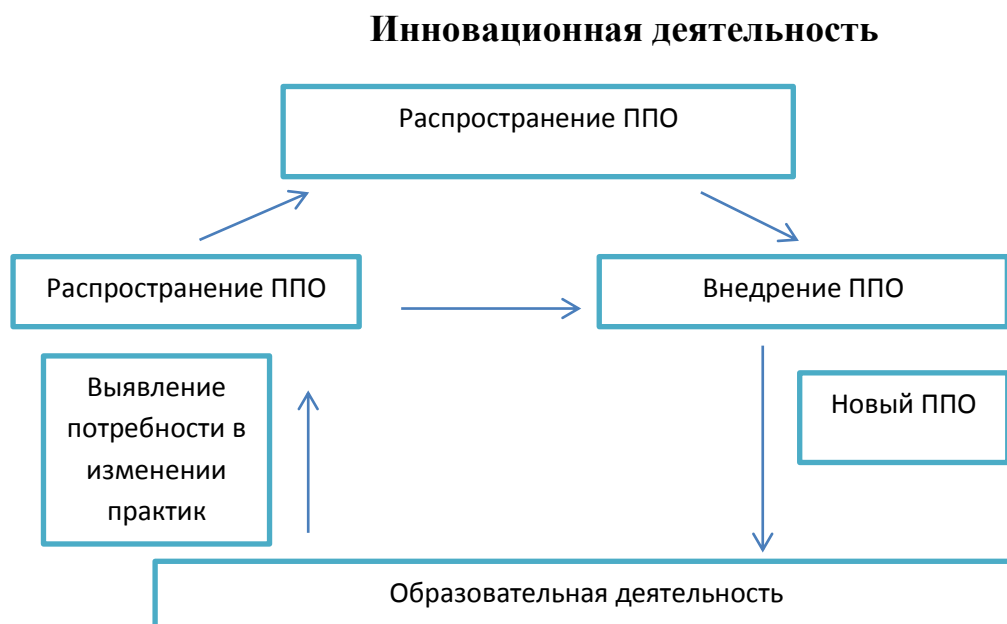 Инновационная деятельность
Распространение ППО
Распространение ППО
Внедрение ППО
Выявление
потребности в
изменении
практик
Новый ППО
Образовательная деятельность